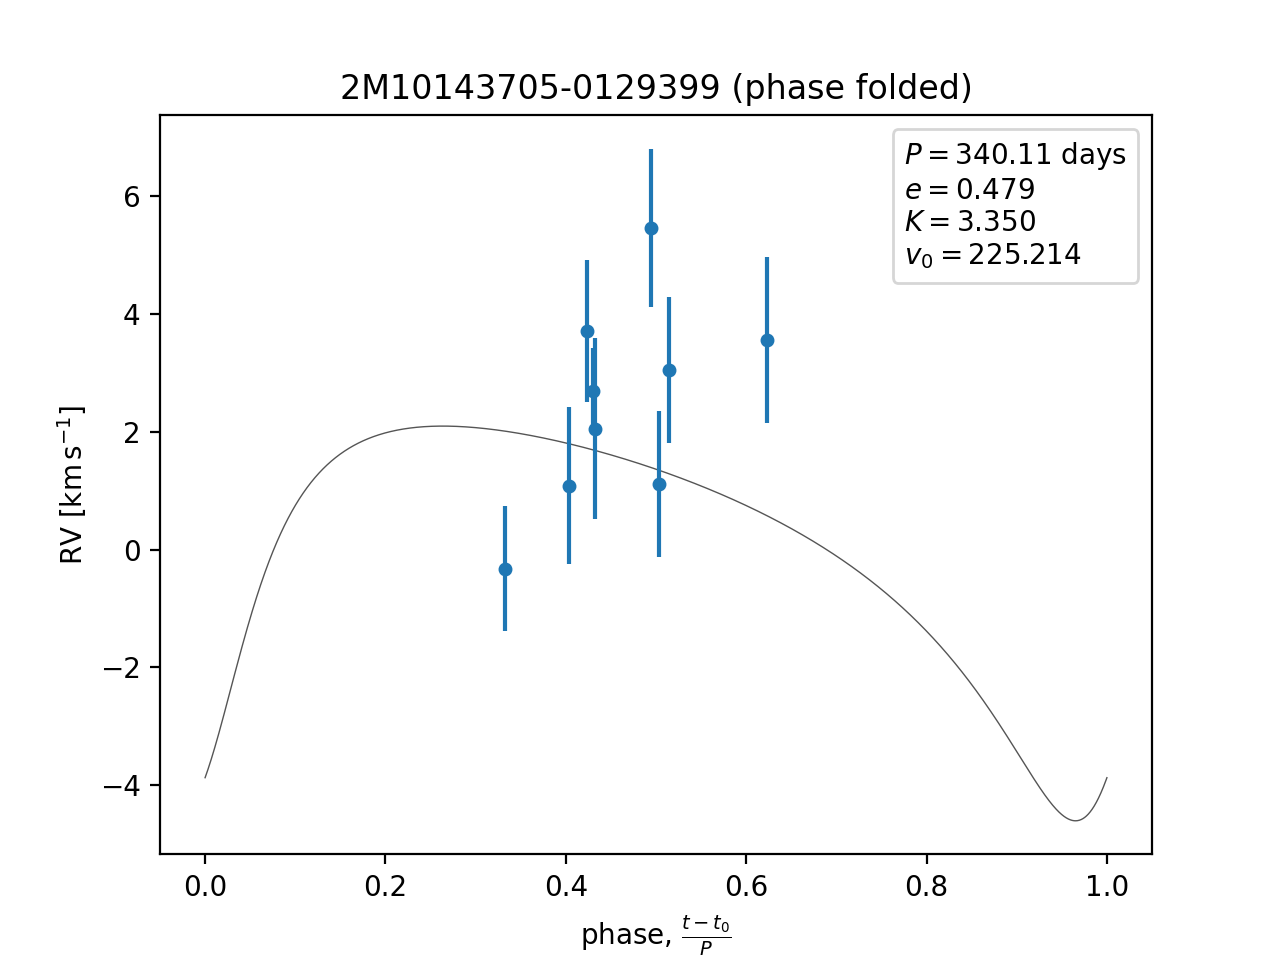 2M10143705-0129399 (phase folded)
P = 340.11 days
e = 0.479
K = 3.350
v₀ = 225.214
RV [km s⁻¹]
6
4
2
0
−2
−4
0.0 0.2 0.4 0.6 0.8 1.0
phase, (t − t₀)/P